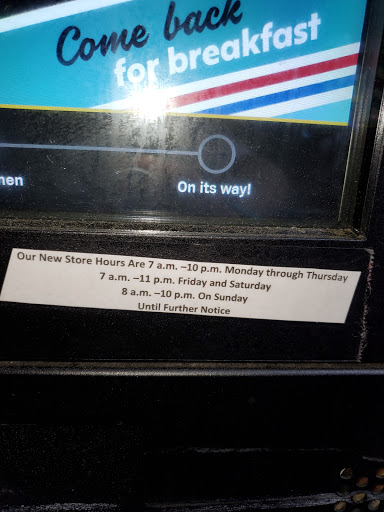 Come back
for breakfast
On its way!
Our New Store Hours Are 7 a.m. –10 p.m. Monday through Thursday
7 a.m. –11 p.m. Friday and Saturday
8 a.m. –10 p.m. On Sunday
Until Further Notice